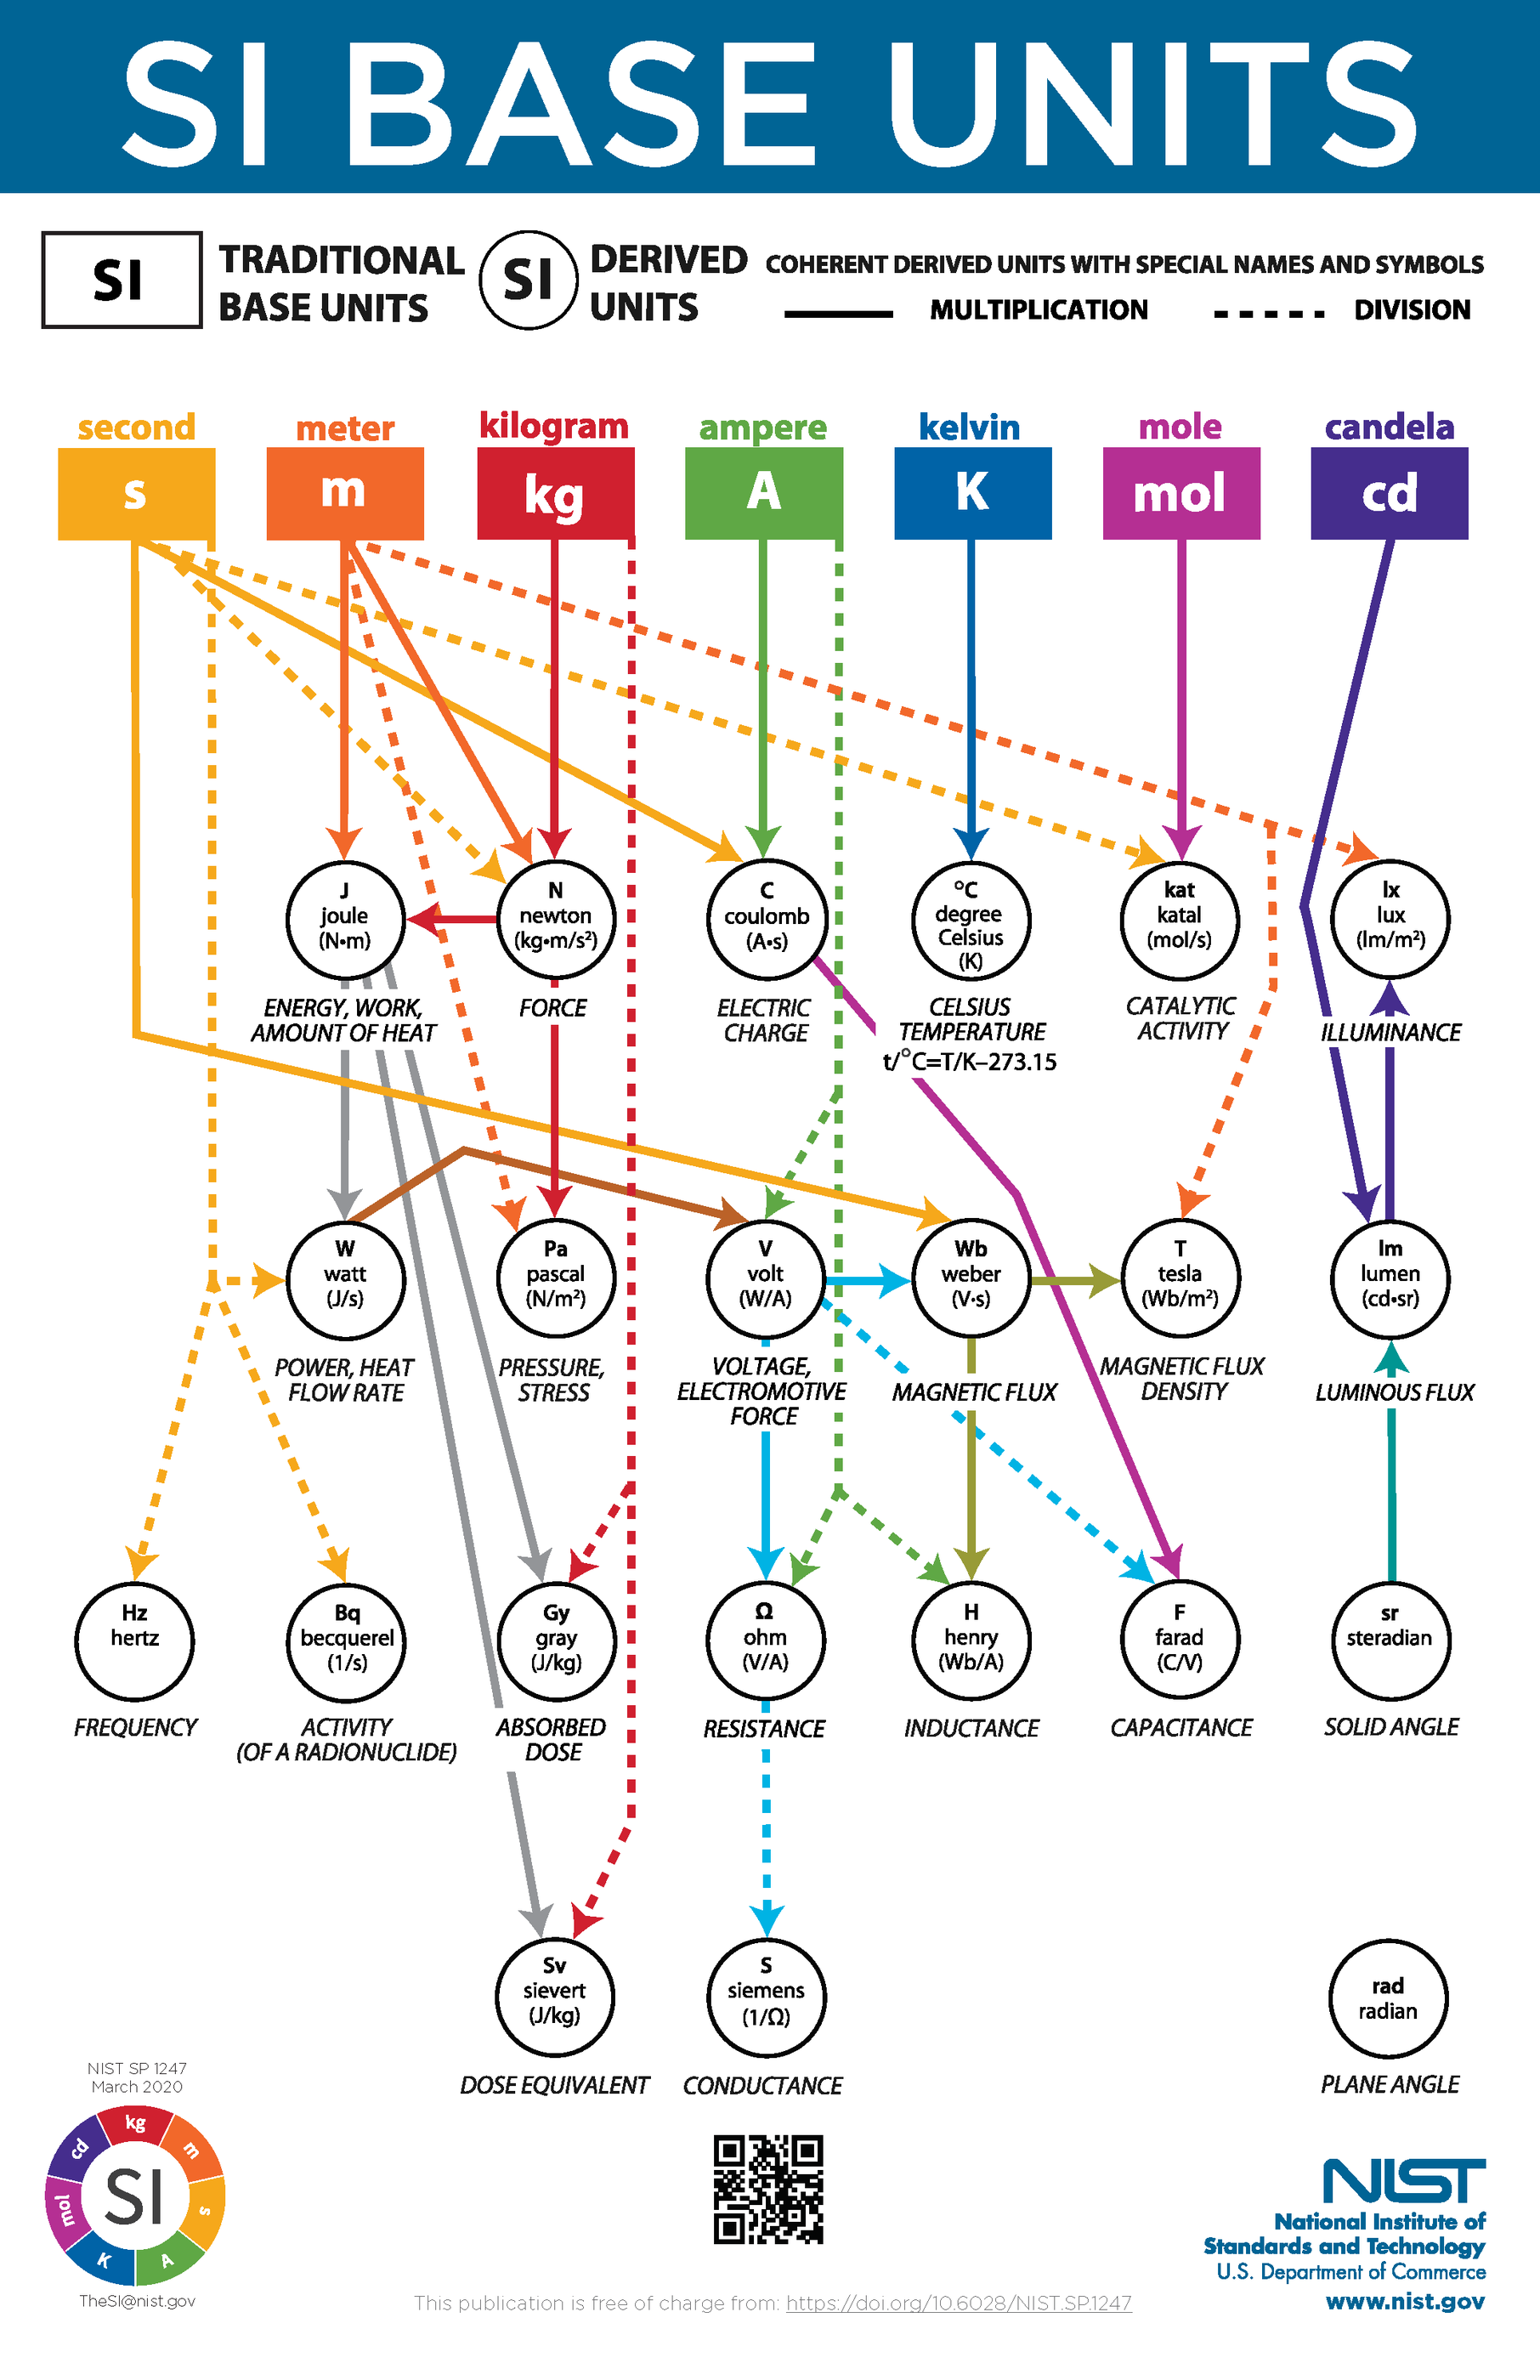 SI BASE UNITS
SI
TRADITIONAL
BASE UNITS
SI
DERIVED
UNITS
COHERENT DERIVED UNITS WITH SPECIAL NAMES AND SYMBOLS
MULTIPLICATION
DIVISION
second
meter
kilogram
ampere
kelvin
mole
candela
s
m
kg
A
K
mol
cd
J
joule
(N•m)
ENERGY, WORK,
AMOUNT OF HEAT
N
newton
(kg•m/s²)
FORCE
C
coulomb
(A•s)
ELECTRIC
CHARGE
°C
degree
Celsius
(K)
CELSIUS
TEMPERATURE
t/°C=T/K–273.15
kat
katal
(mol/s)
CATALYTIC
ACTIVITY
lx
lux
(lm/m²)
ILLUMINANCE
W
watt
(J/s)
POWER, HEAT
FLOW RATE
Pa
pascal
(N/m²)
PRESSURE,
STRESS
V
volt
(W/A)
VOLTAGE,
ELECTROMOTIVE
FORCE
Wb
weber
(V·s)
MAGNETIC FLUX
T
tesla
(Wb/m²)
MAGNETIC FLUX
DENSITY
lm
lumen
(cd•sr)
LUMINOUS FLUX
Hz
hertz
FREQUENCY
Bq
becquerel
(1/s)
ACTIVITY
(OF A RADIONUCLIDE)
Gy
gray
(J/kg)
ABSORBED
DOSE
Ω
ohm
(V/A)
RESISTANCE
H
henry
(Wb/A)
INDUCTANCE
F
farad
(C/V)
CAPACITANCE
sr
steradian
SOLID ANGLE
Sv
sievert
(J/kg)
DOSE EQUIVALENT
S
siemens
(1/Ω)
CONDUCTANCE
rad
radian
PLANE ANGLE
NIST SP 1247
March 2020
kg
m
s
A
K
mol
cd
SI
TheSI@nist.gov
This publication is free of charge from: https://doi.org/10.6028/NIST.SP.1247
NIST
National Institute of
Standards and Technology
U.S. Department of Commerce
www.nist.gov